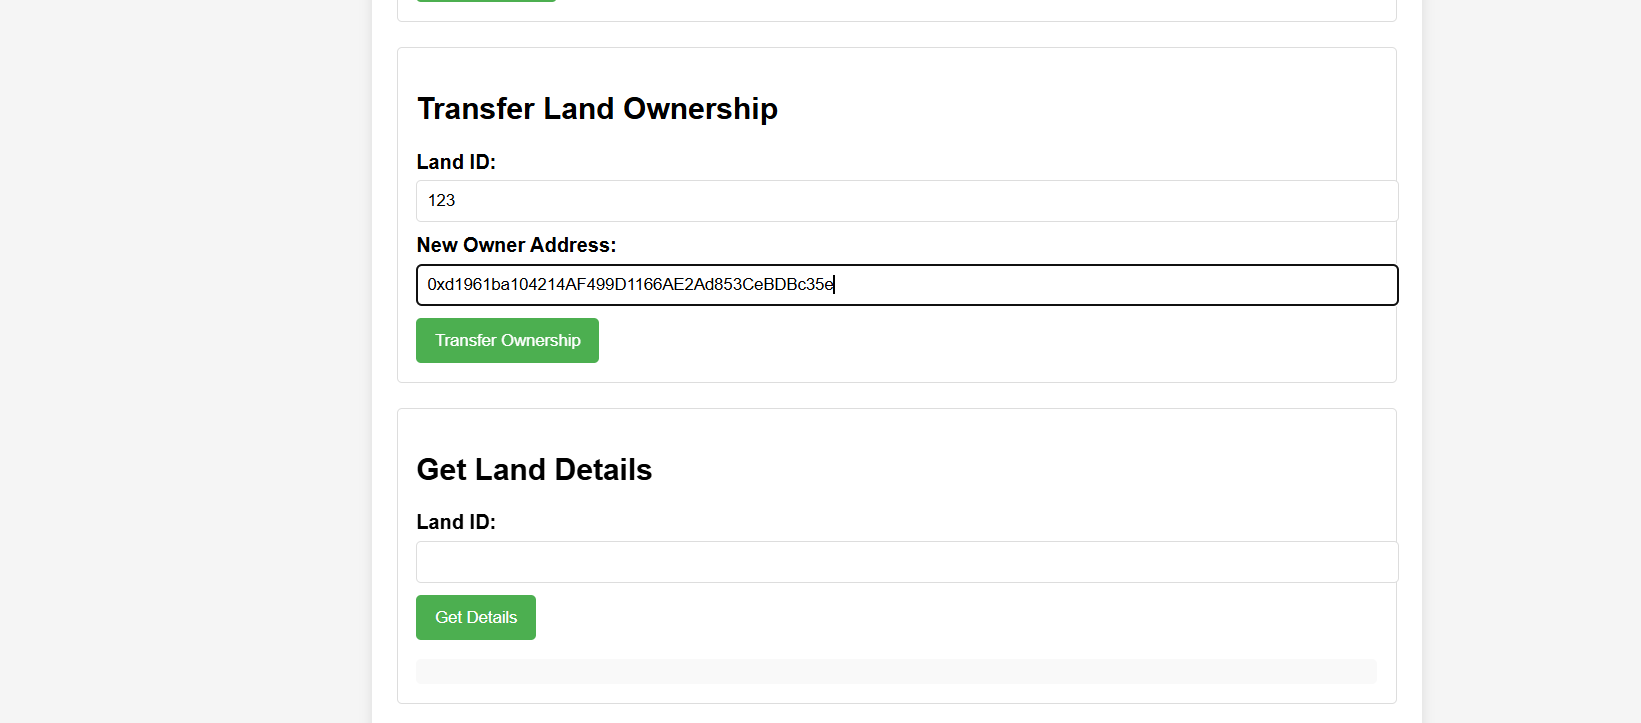 Transfer Land Ownership
Land ID:
123
New Owner Address:
0xd1961ba104214AF499D1166AE2Ad853CeBDBc35e
Transfer Ownership
Get Land Details
Land ID:
Get Details